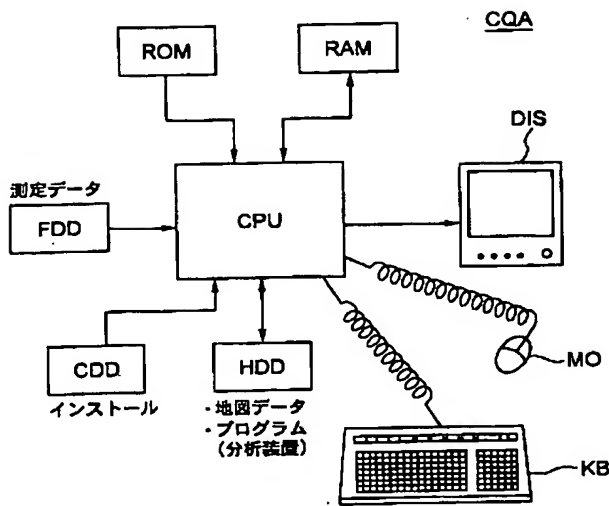 CQA
ROM
RAM
DIS
測定データ
FDD
CPU
CDD
インストール
HDD
・地図データ
・プログラム
(分析装置)
MO
KB